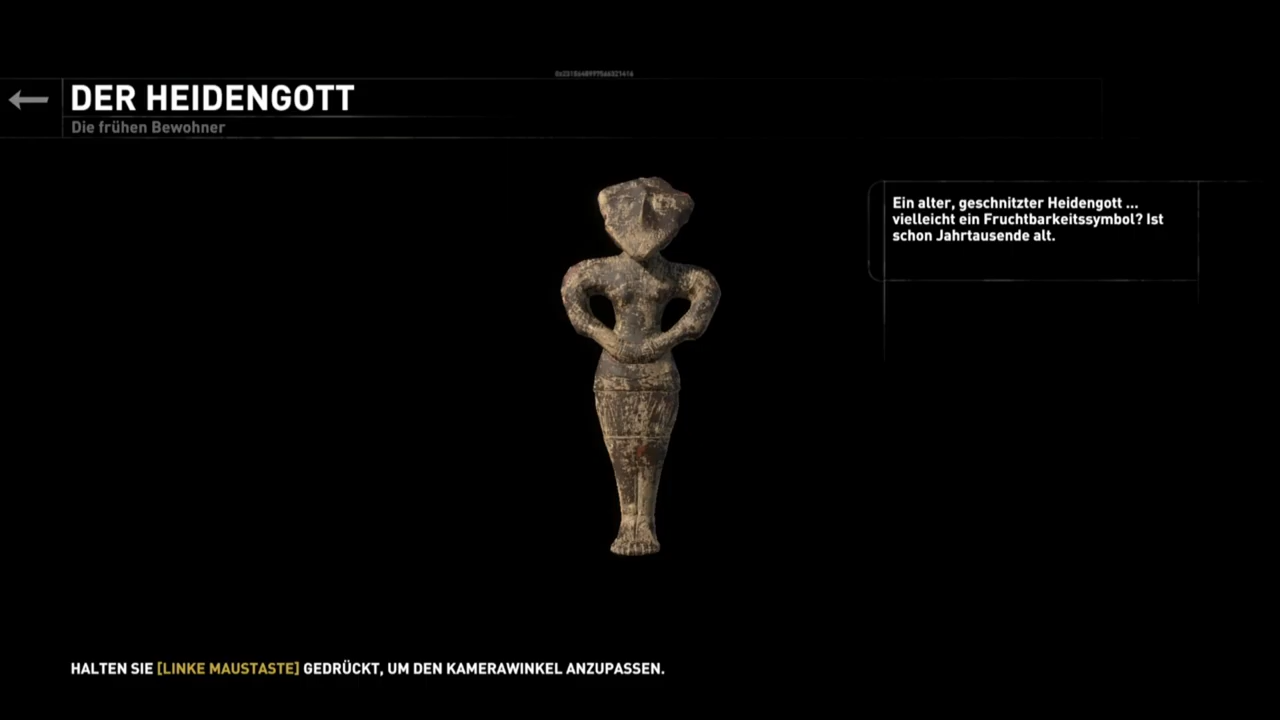 DER HEIDENGOTT
Die frühen Bewohner
Ein alter, geschnitzter Heidengott ...
vielleicht ein Fruchtbarkeitssymbol? Ist
schon Jahrtausende alt.
HALTEN SIE [LINKE MAUSTASTE] GEDRÜCKT, UM DEN KAMERAWINKEL ANZUPASSEN.